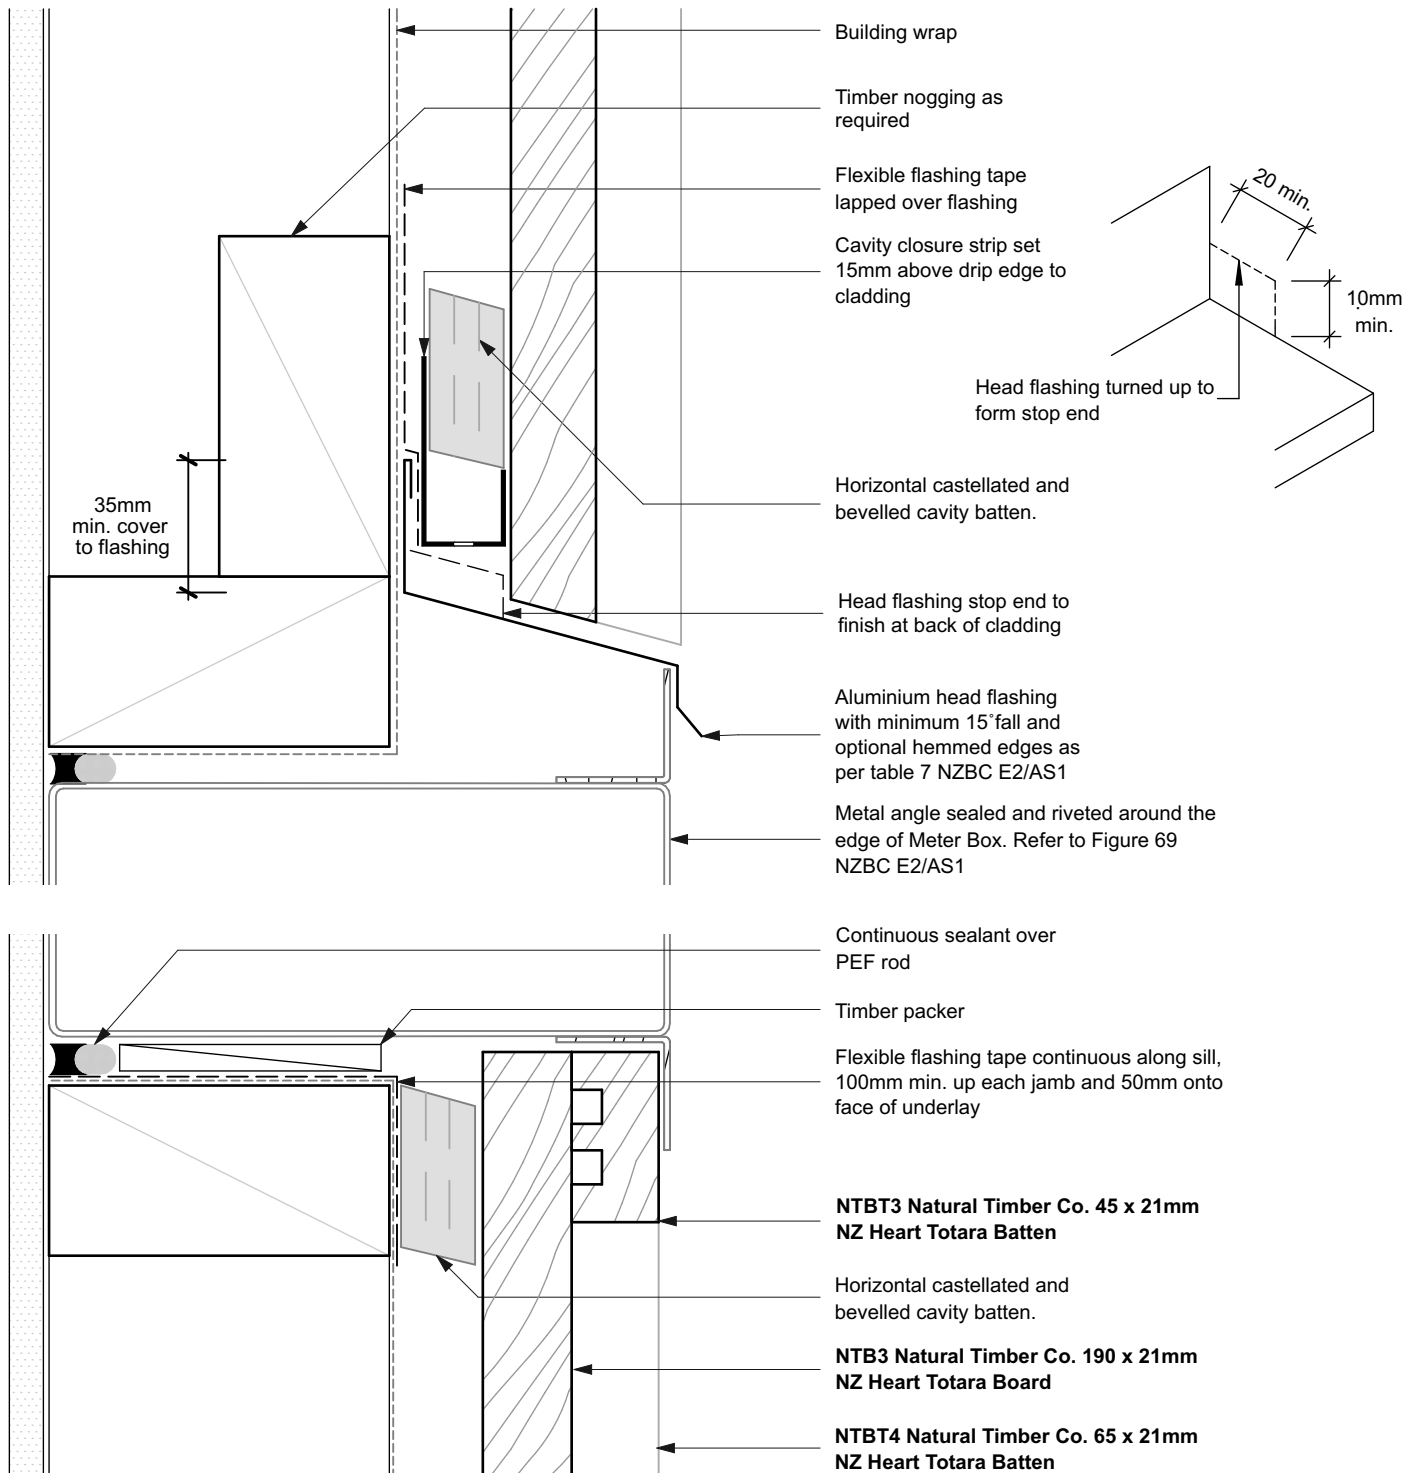 Building wrap
Timber nogging as
required
Flexible flashing tape
lapped over flashing
Cavity closure strip set
15mm above drip edge to
cladding
20 min.
10mm
min.
Head flashing turned up to
form stop end
35mm
min. cover
to flashing
Horizontal castellated and
bevelled cavity batten.
Head flashing stop end to
finish at back of cladding
Aluminium head flashing
with minimum 15˚fall and
optional hemmed edges as
per table 7 NZBC E2/AS1
Metal angle sealed and riveted around the
edge of Meter Box. Refer to Figure 69
NZBC E2/AS1
Continuous sealant over
PEF rod
Timber packer
Flexible flashing tape continuous along sill,
100mm min. up each jamb and 50mm onto
face of underlay
NTBT3 Natural Timber Co. 45 x 21mm
NZ Heart Totara Batten
Horizontal castellated and
bevelled cavity batten.
NTB3 Natural Timber Co. 190 x 21mm
NZ Heart Totara Board
NTBT4 Natural Timber Co. 65 x 21mm
NZ Heart Totara Batten